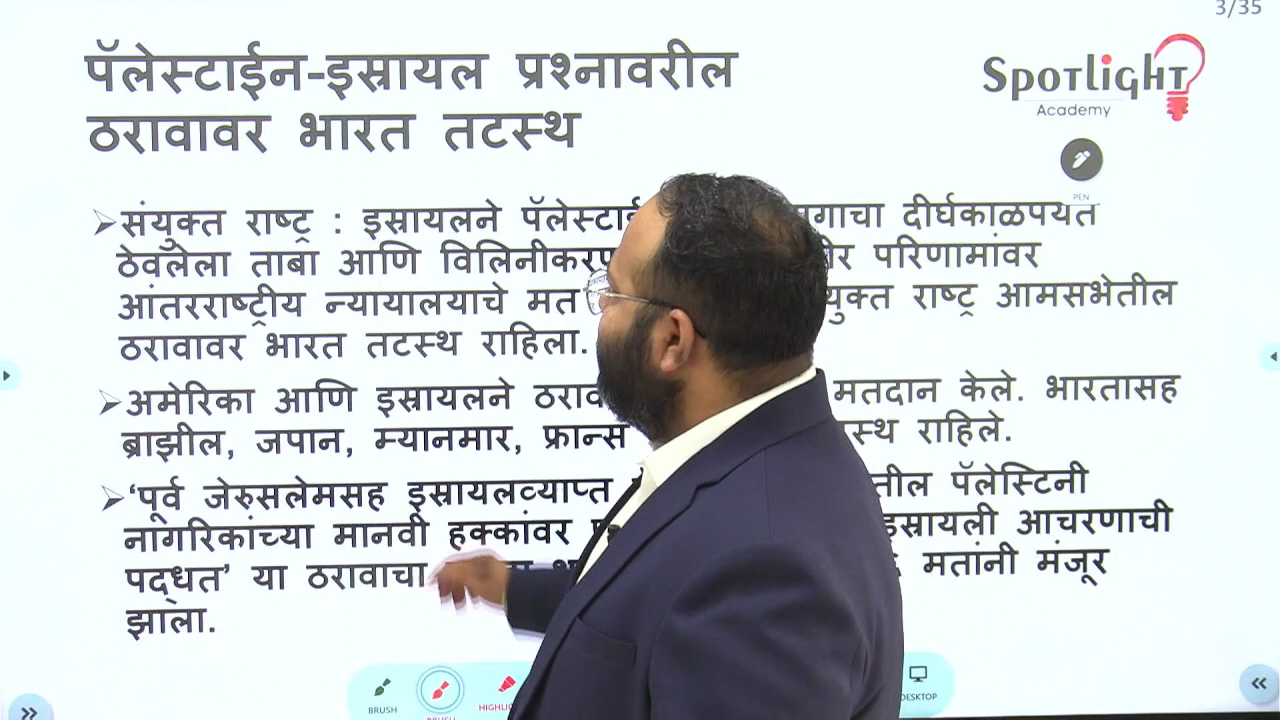 3/35
पॅलेस्टाईन-इस्रायल प्रश्नावरील
ठरावावर भारत तटस्थ
Spotlight
Academy
PEN
➢संयुक्त राष्ट्र : इस्रायलने दीर्घकाळपर्यंत
ठेवलेला ताबा आणि परिणामांवर
आंतरराष्ट्रीय न्यायालयाचे मत राष्ट्र आमसभेतील
ठरावावर भारत तटस्थ राहिला.
➢अमेरिका आणि इस्रायलने मतदान केले. भारतासह
ब्राझील, जपान, म्यानमार, फ्रान्स राहिले.
➢‘पूर्व जेरुसलेमसह इस्रायलव्याप्त पॅलेस्टिनी
नागरिकांच्या मानवी हक्कांवर इस्रायली आचरणाची
पद्धत’ या ठरावाचा मतांनी मंजूर
झाला.
BRUSH
BRUSH
DESKTOP